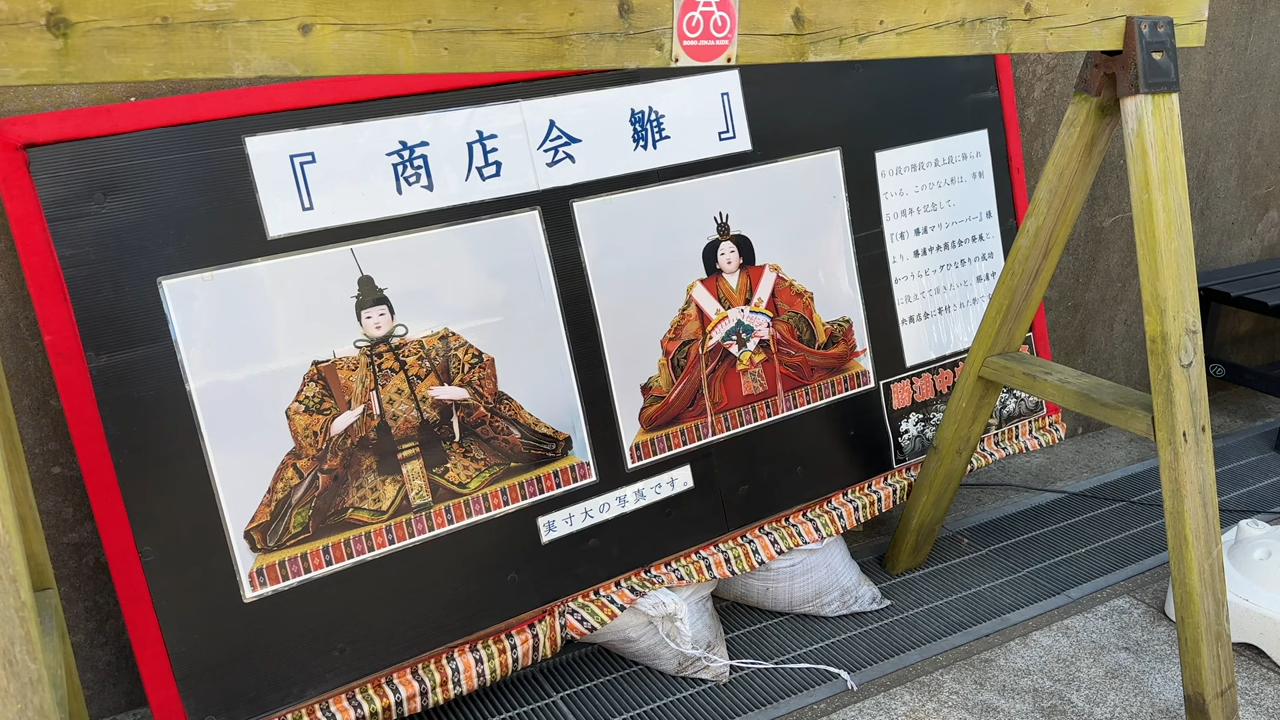 BOSO JINJA RIDE
『 商店会 雛 』
60段の階段の最上段に飾られ
ている、このひな人形は、市制
50周年を記念して、
『(有)勝浦マリンハーバー』様
より、勝浦中央商店会の発展と、
かつうらビッグひな祭りの成功
に役立てて頂きたいと、勝浦中
央商店会に寄付された物です
実寸大の写真です。
勝浦中